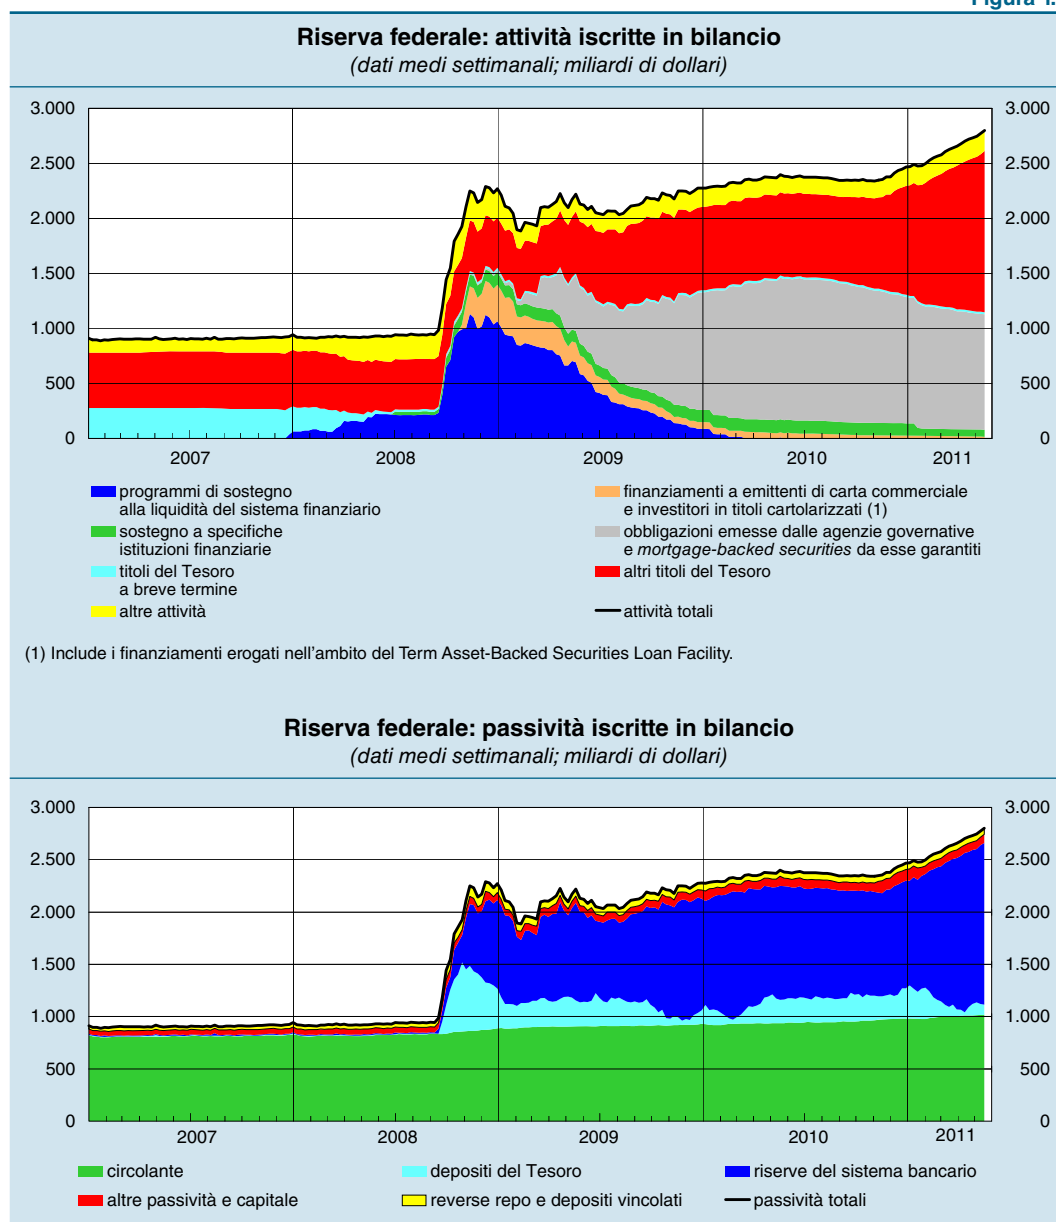 Figura 1.
Riserva federale: attività iscritte in bilancio
(dati medi settimanali; miliardi di dollari)
3.000 3.000
2.500 2.500
2.000 2.000
1.500 1.500
1.000 1.000
500 500
0 0
2007 2008 2009 2010 2011
programmi di sostegno
alla liquidità del sistema finanziario
finanziamenti a emittenti di carta commerciale
e investitori in titoli cartolarizzati (1)
sostegno a specifiche
istituzioni finanziarie
obbligazioni emesse dalle agenzie governative
e mortgage-backed securities da esse garantiti
titoli del Tesoro
a breve termine
altri titoli del Tesoro
altre attività
attività totali
(1) Include i finanziamenti erogati nell'ambito del Term Asset-Backed Securities Loan Facility.
Riserva federale: passività iscritte in bilancio
(dati medi settimanali; miliardi di dollari)
3.000 3.000
2.500 2.500
2.000 2.000
1.500 1.500
1.000 1.000
500 500
0 0
2007 2008 2009 2010 2011
circolante depositi del Tesoro riserve del sistema bancario
altre passività e capitale reverse repo e depositi vincolati passività totali